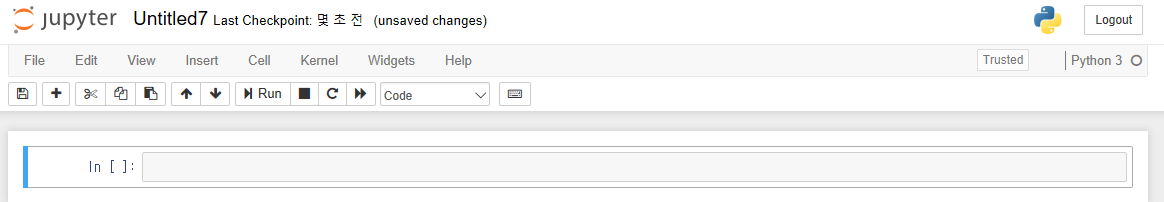 jupyter Untitled7 Last Checkpoint: 몇 초 전 (unsaved changes) Logout
File Edit View Insert Cell Kernel Widgets Help Trusted Python 3
Run Code
In [ ]: